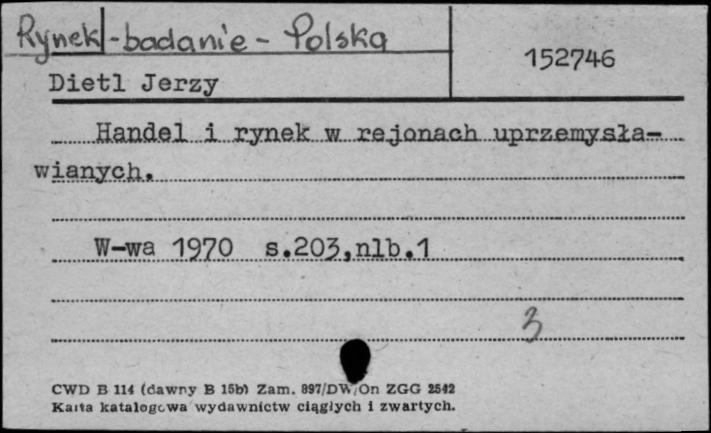 Rynek-badanie-Polska
152746
Dietl Jerzy
Handel i rynek w rejonach uprzemysła-
wianych.
W-wa 1970 s.203,nlb.1
3
CWD B 114 (dawny B 15b) Zam. 897/DW/On ZGG 2542
Karta katalogowa wydawnictw ciągłych i zwartych.